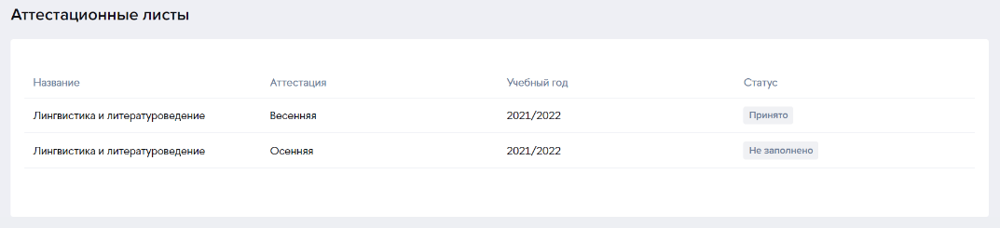 Аттестационные листы
Название Аттестация Учебный год Статус
Лингвистика и литературоведение Весенняя 2021/2022 Принято
Лингвистика и литературоведение Осенняя 2021/2022 Не заполнено